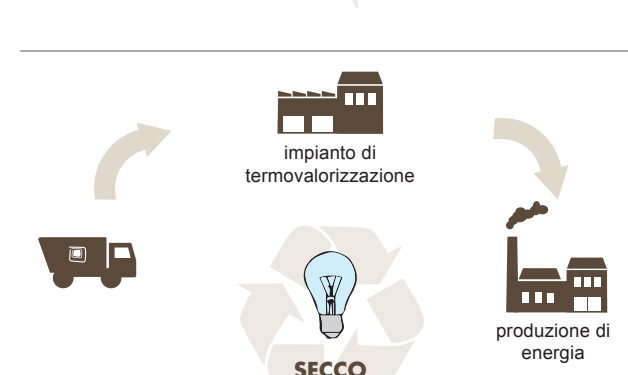 impianto di
termovalorizzazione
produzione di
energia
SECCO